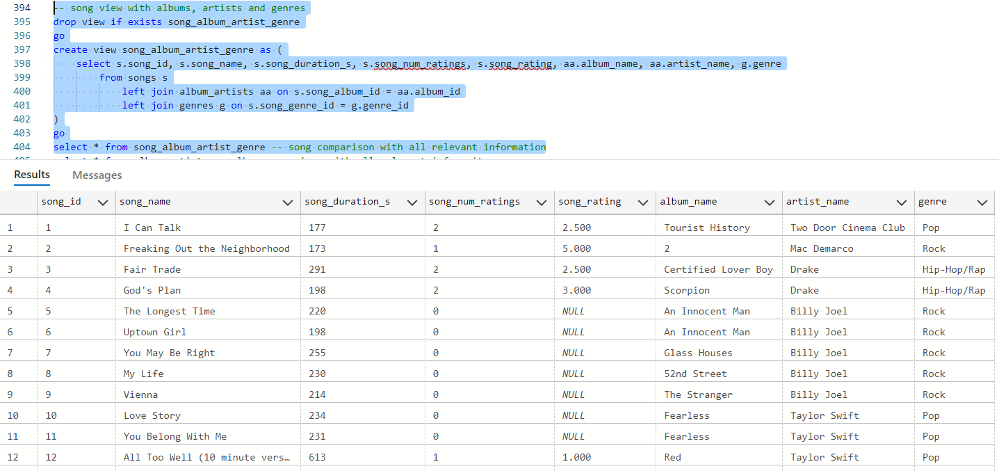 394 -- song view with albums, artists and genres
395 drop view if exists song_album_artist_genre
396 go
397 create view song_album_artist_genre as (
398 select s.song_id, s.song_name, s.song_duration_s, s.song_num_ratings, s.song_rating, aa.album_name, aa.artist_name, g.genre
399 from songs s
400 left join album_artists aa on s.song_album_id = aa.album_id
401 left join genres g on s.song_genre_id = g.genre_id
402 )
403 go
404 select * from song_album_artist_genre -- song comparison with all relevant information
Results Messages
song_id song_name song_duration_s song_num_ratings song_rating album_name artist_name genre
1 1 I Can Talk 177 2 2.500 Tourist History Two Door Cinema Club Pop
2 2 Freaking Out the Neighborhood 173 1 5.000 2 Mac Demarco Rock
3 3 Fair Trade 291 2 2.500 Certified Lover Boy Drake Hip-Hop/Rap
4 4 God's Plan 198 2 3.000 Scorpion Drake Hip-Hop/Rap
5 5 The Longest Time 220 0 NULL An Innocent Man Billy Joel Rock
6 6 Uptown Girl 198 0 NULL An Innocent Man Billy Joel Rock
7 7 You May Be Right 255 0 NULL Glass Houses Billy Joel Rock
8 8 My Life 230 0 NULL 52nd Street Billy Joel Rock
9 9 Vienna 214 0 NULL The Stranger Billy Joel Rock
10 10 Love Story 234 0 NULL Fearless Taylor Swift Pop
11 11 You Belong With Me 231 0 NULL Fearless Taylor Swift Pop
12 12 All Too Well (10 minute vers… 613 1 1.000 Red Taylor Swift Pop